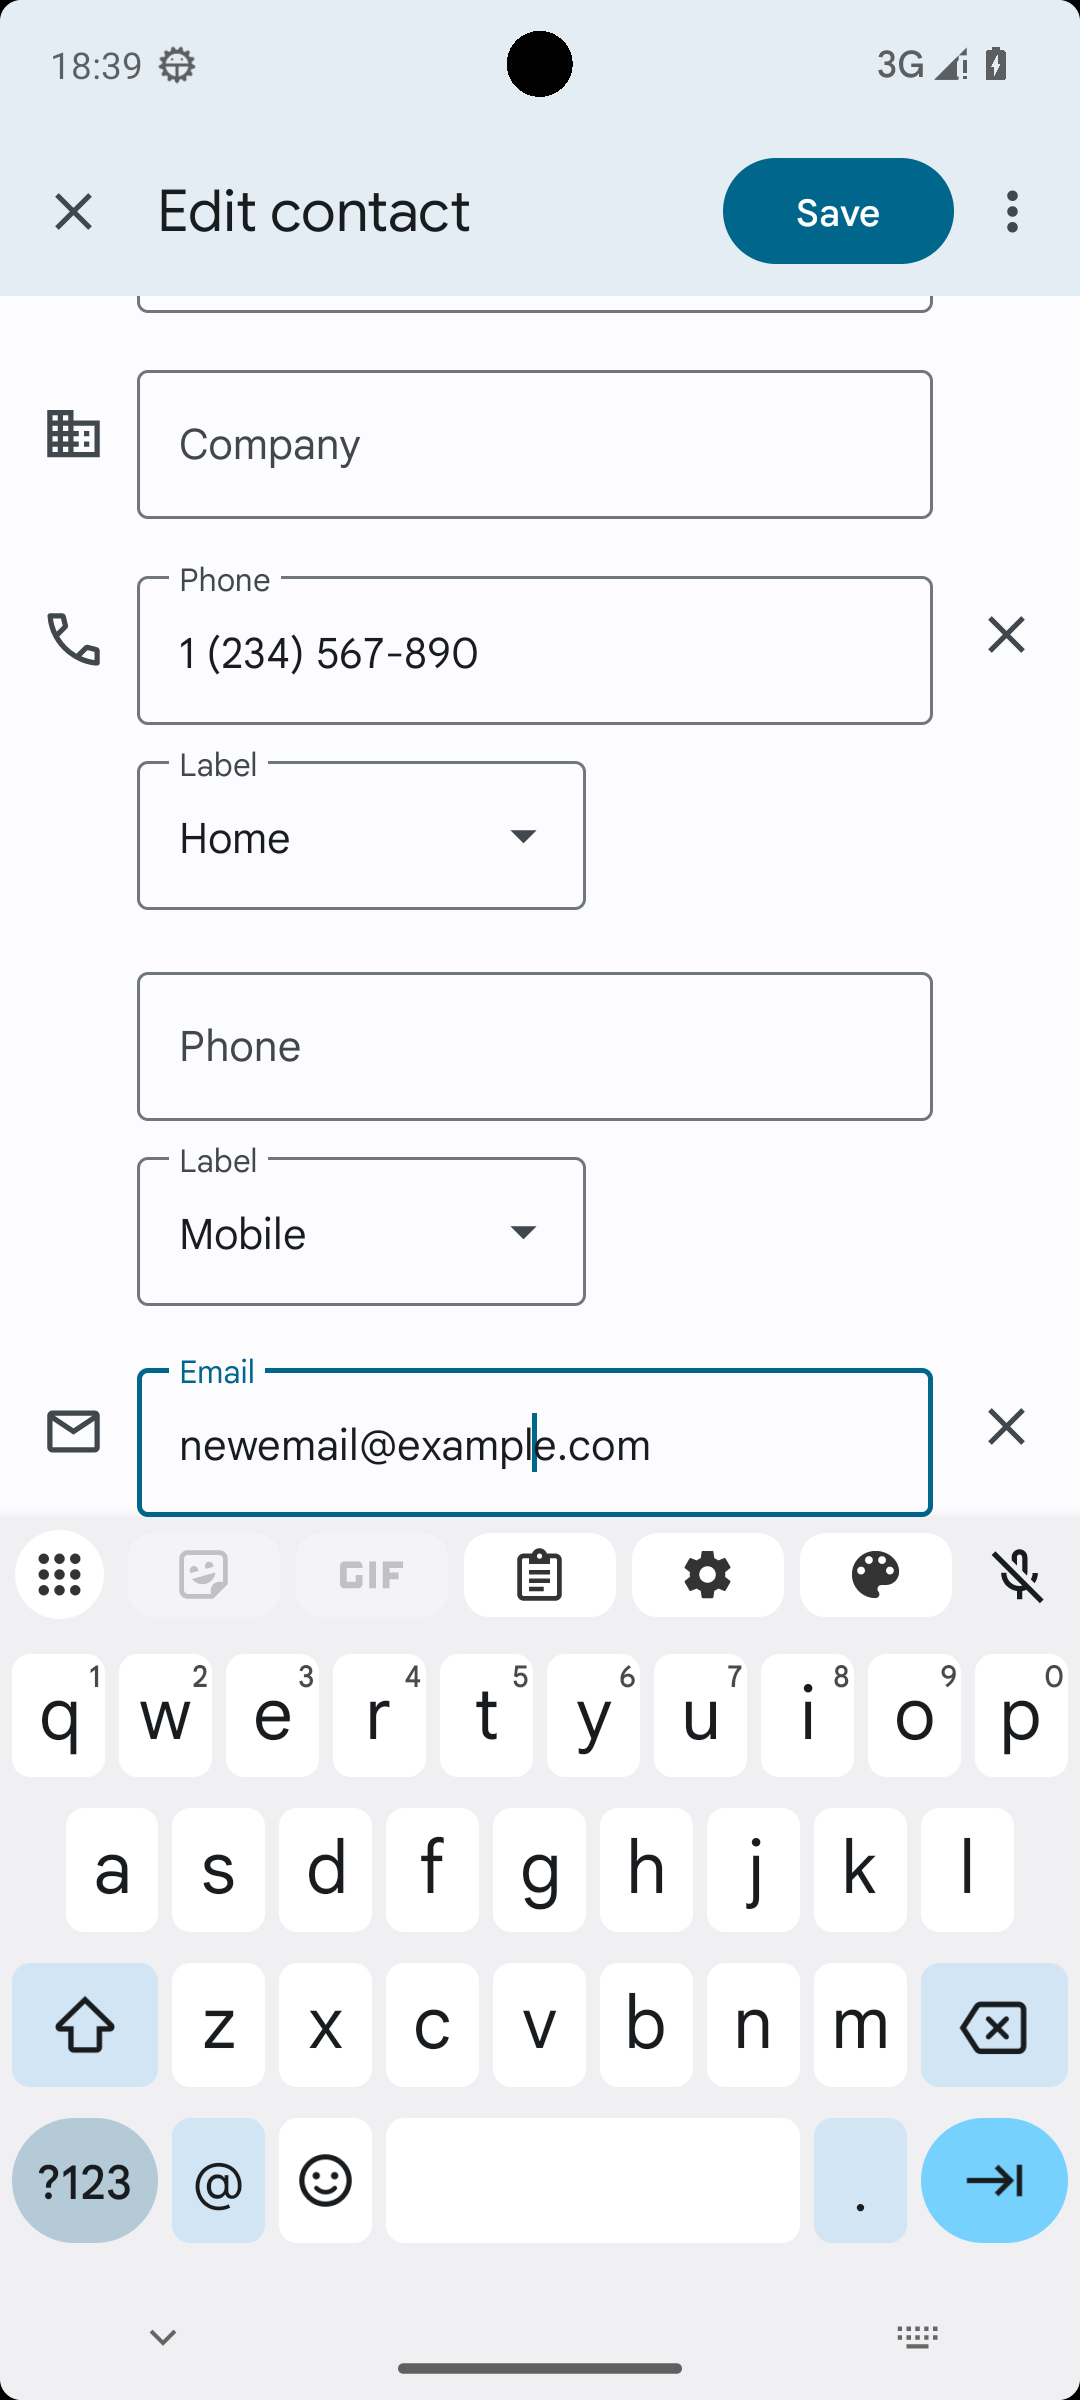 18:39
3G
Edit contact
Save
Company
Phone
1 (234) 567-890
Label
Home
Phone
Label
Mobile
Email
newemail@example.com
GIF
q 1 w 2 e 3 r 4 t 5 y 6 u 7 i 8 o 9 p 0
a s d f g h j k l
z x c v b n m
?123 @ .